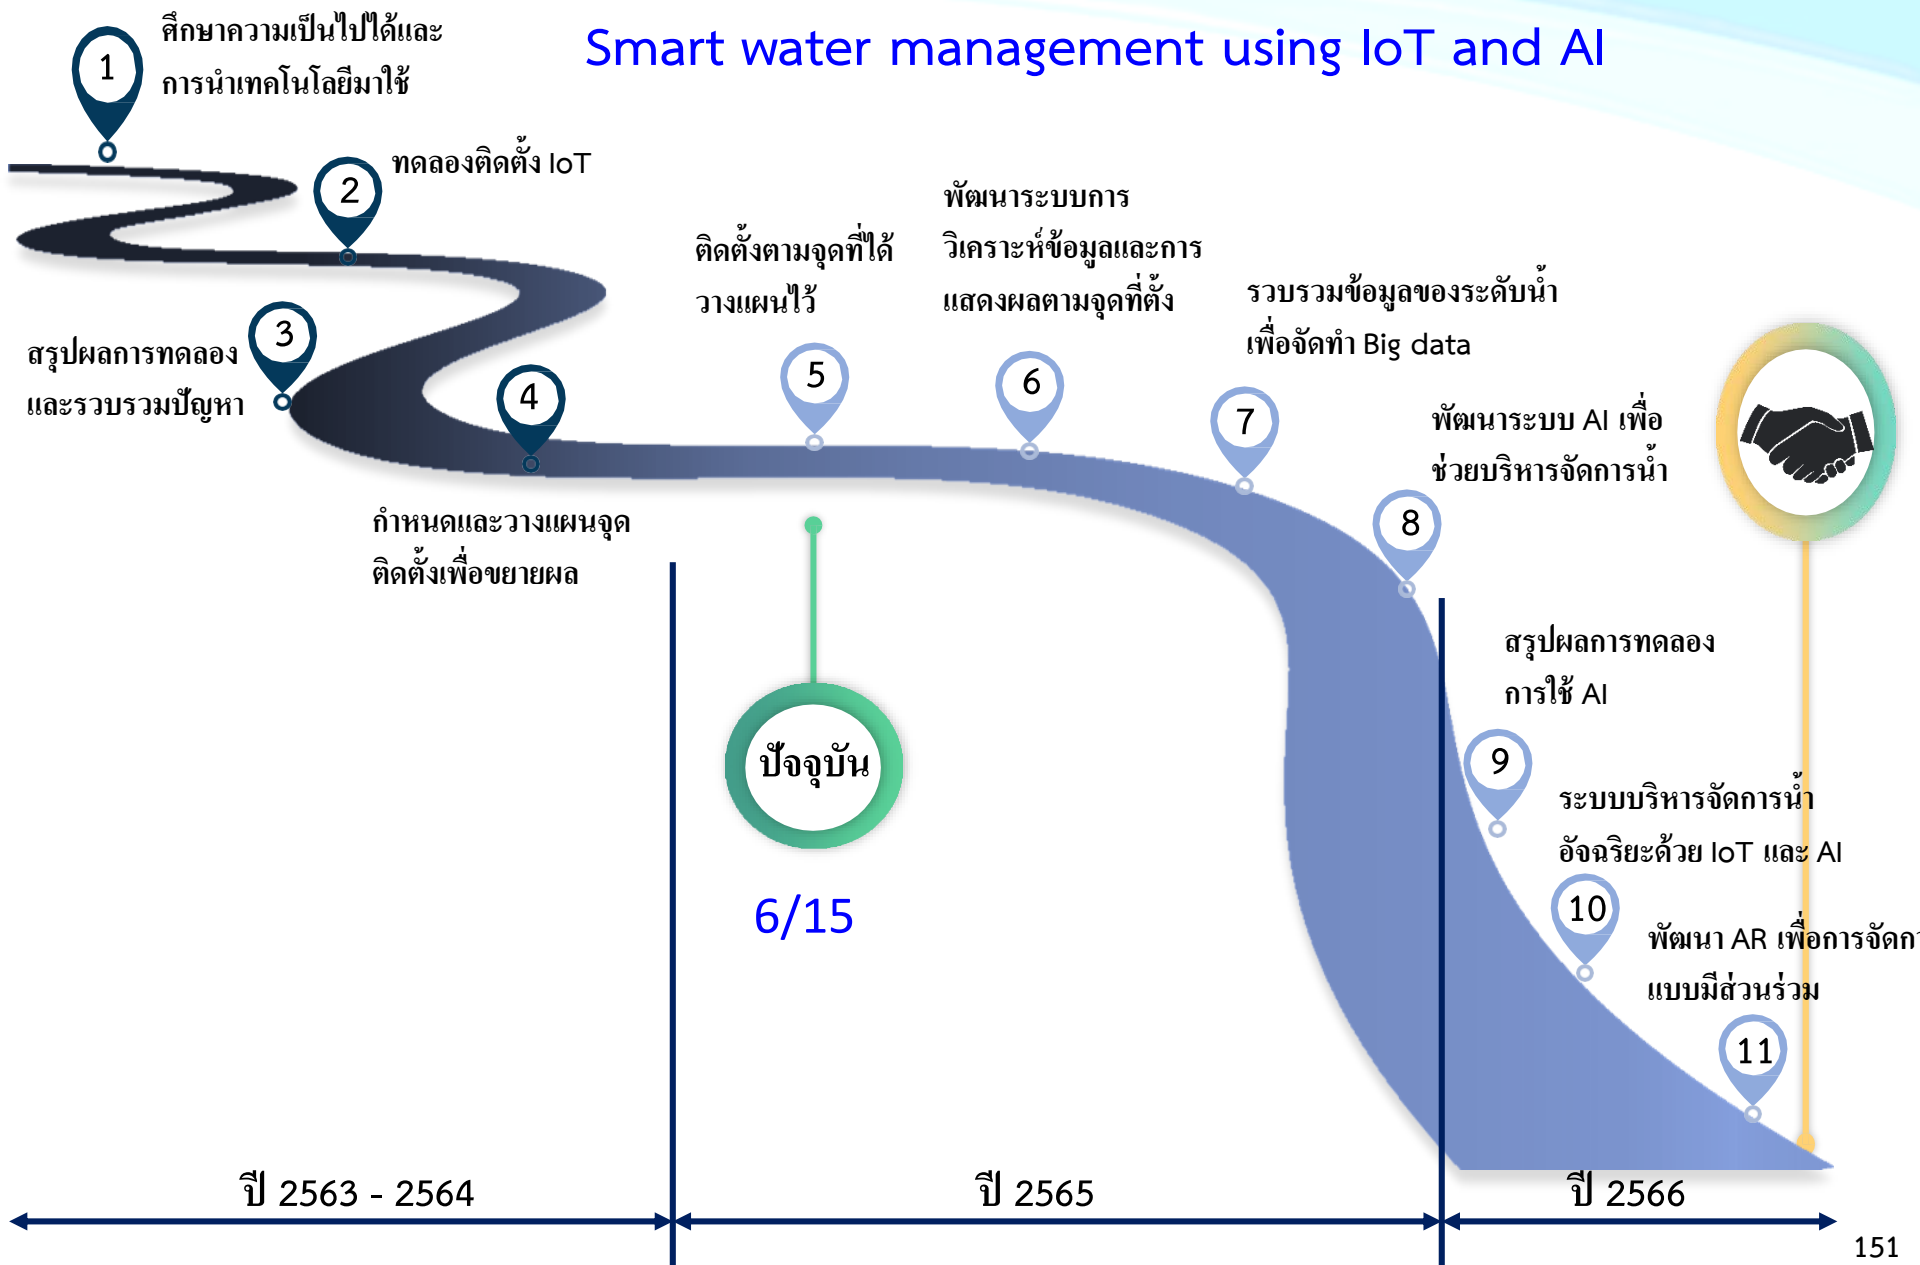 Smart water management using IoT and AI
1
ศึกษาความเป็นไปได้และ
การนำเทคโนโลยีมาใช้
2
ทดลองติดตั้ง IoT
3
สรุปผลการทดลอง
และรวบรวมปัญหา
4
กำหนดและวางแผนจุด
ติดตั้งเพื่อขยายผล
5
ติดตั้งตามจุดที่ได้
วางแผนไว้
6
พัฒนาระบบการ
วิเคราะห์ข้อมูลและการ
แสดงผลตามจุดที่ตั้ง
7
รวบรวมข้อมูลของระดับน้ำ
เพื่อจัดทำ Big data
8
พัฒนาระบบ AI เพื่อ
ช่วยบริหารจัดการน้ำ
9
สรุปผลการทดลอง
การใช้ AI
10
ระบบบริหารจัดการน้ำ
อัจฉริยะด้วย IoT และ AI
11
พัฒนา AR เพื่อการจัดกา
แบบมีส่วนร่วม
ปัจจุบัน
6/15
ปี 2563 - 2564
ปี 2565
ปี 2566
151